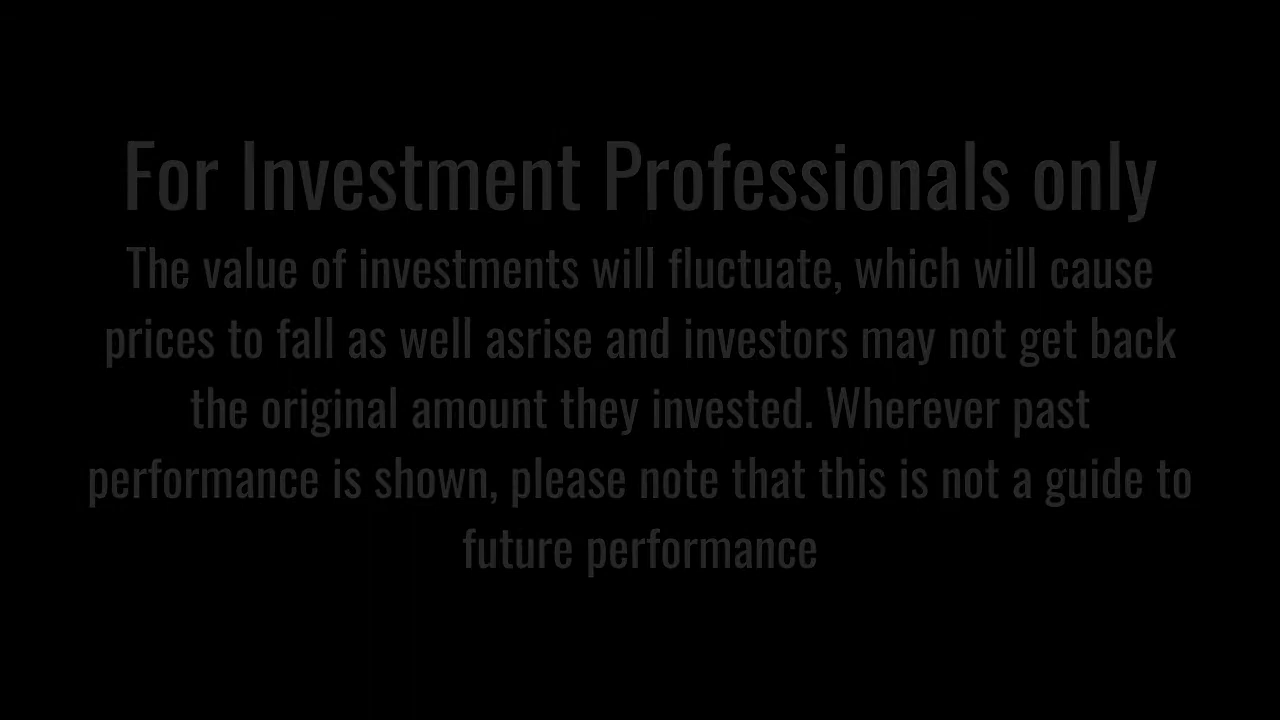 For Investment Professionals only
The value of investments will fluctuate, which will cause
prices to fall as well asrise and investors may not get back
the original amount they invested. Wherever past
performance is shown, please note that this is not a guide to
future performance